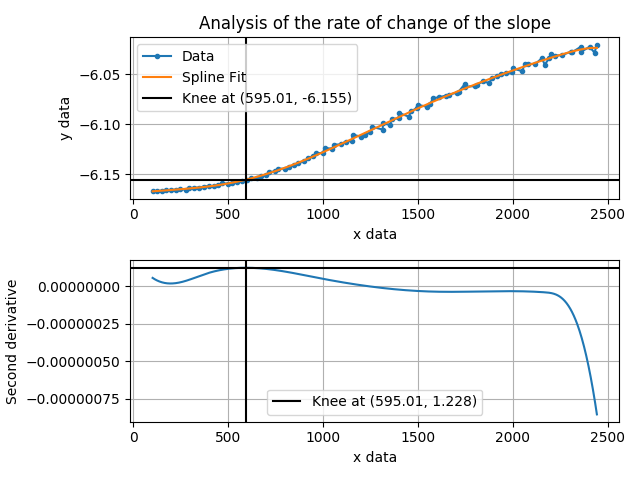 Analysis of the rate of change of the slope
Data
Spline Fit
Knee at (595.01, -6.155)
y data
−6.05
−6.10
−6.15
0 500 1000 1500 2000 2500
x data
Knee at (595.01, 1.228)
Second derivative
0.00000000
−0.00000025
−0.00000050
−0.00000075
0 500 1000 1500 2000 2500
x data